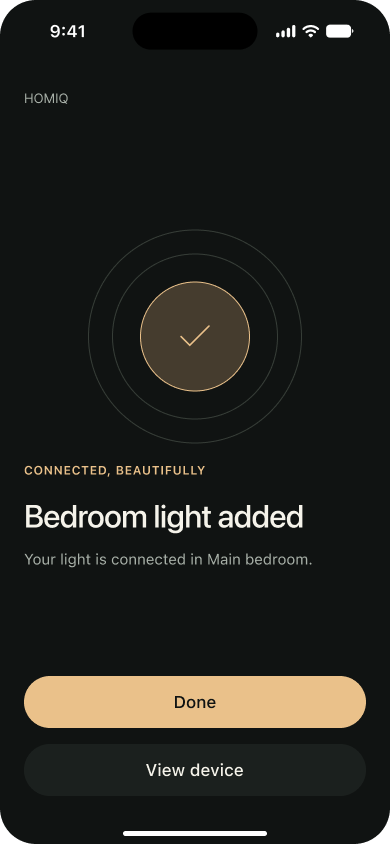 9:41
HOMIQ
CONNECTED, BEAUTIFULLY
Bedroom light added
Your light is connected in Main bedroom.
Done
View device